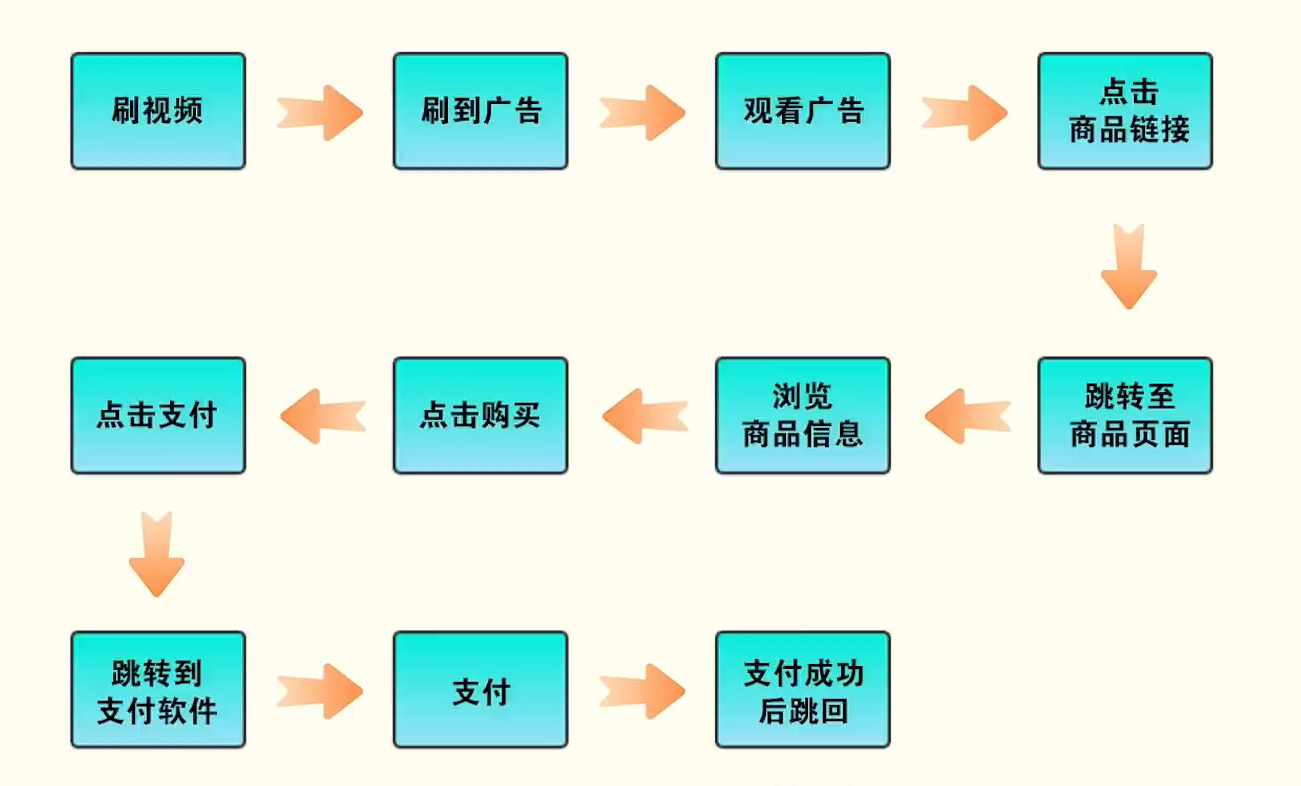 刷视频
刷到广告
观看广告
点击
商品链接
跳转至
商品页面
浏览
商品信息
点击购买
点击支付
跳转到
支付软件
支付
支付成功
后跳回